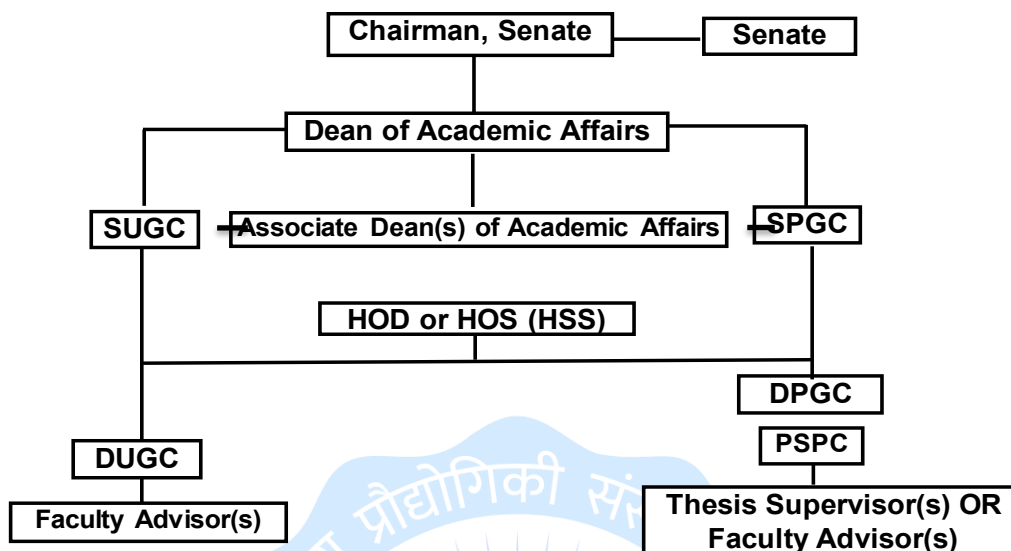 Chairman, Senate
Senate
Dean of Academic Affairs
SUGC
Associate Dean(s) of Academic Affairs
SPGC
HOD or HOS (HSS)
DPGC
DUGC
PSPC
Faculty Advisor(s)
Thesis Supervisor(s) OR
Faculty Advisor(s)
प्रौद्योगिकी